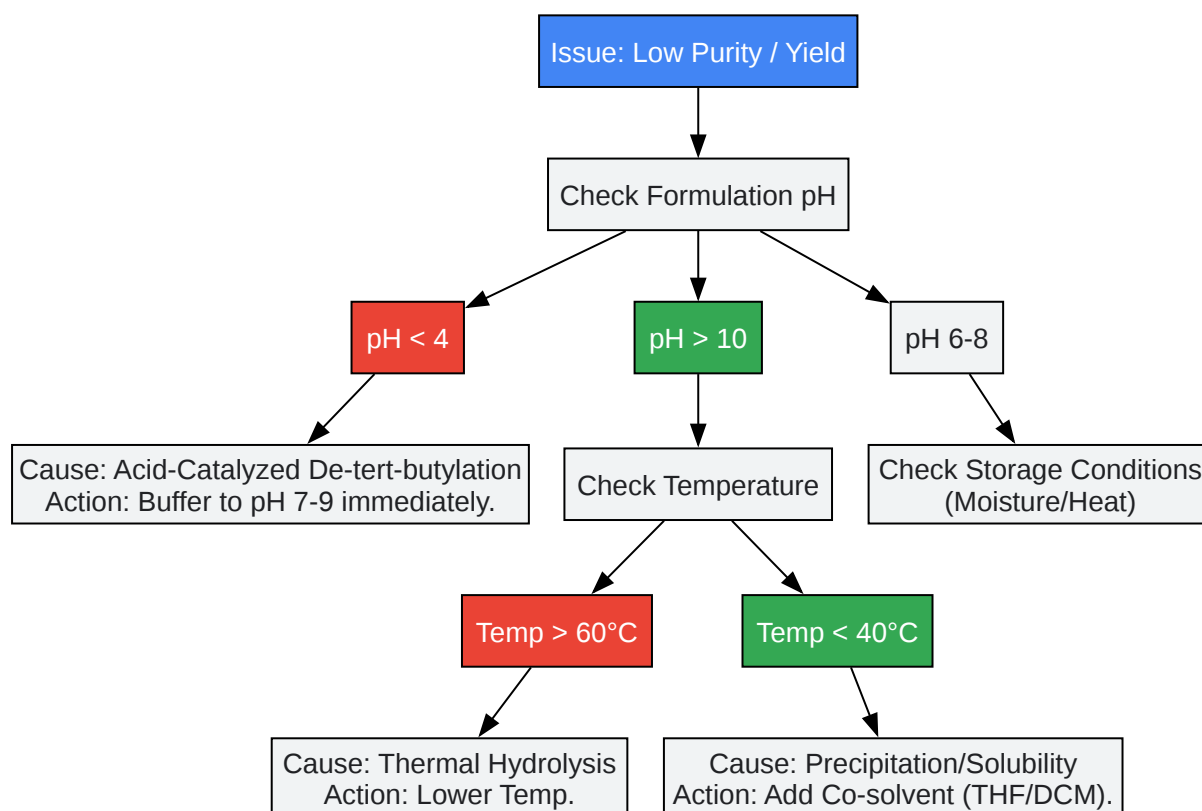 Issue: Low Purity / Yield
Check Formulation pH
pH < 4
pH > 10
pH 6-8
Cause: Acid-Catalyzed De-tert-butylation
Action: Buffer to pH 7-9 immediately.
Check Temperature
Check Storage Conditions
(Moisture/Heat)
Temp > 60°C
Temp < 40°C
Cause: Thermal Hydrolysis
Action: Lower Temp.
Cause: Precipitation/Solubility
Action: Add Co-solvent (THF/DCM).